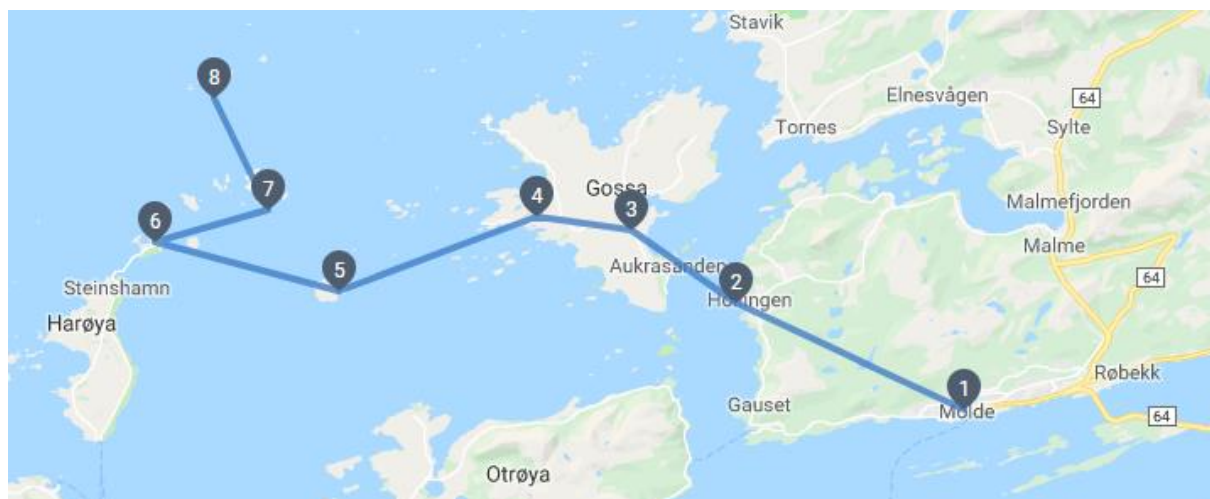 Stavik
8
Elnesvågen
64
Tornes
Sylte
7
4
Gossa
Malmefjorden
3
6
Malme
Aukrasanden
5
2
64
Steinshamn
Hollingen
Harøya
1
Røbekk
Gauset
Molde
64
Otrøya